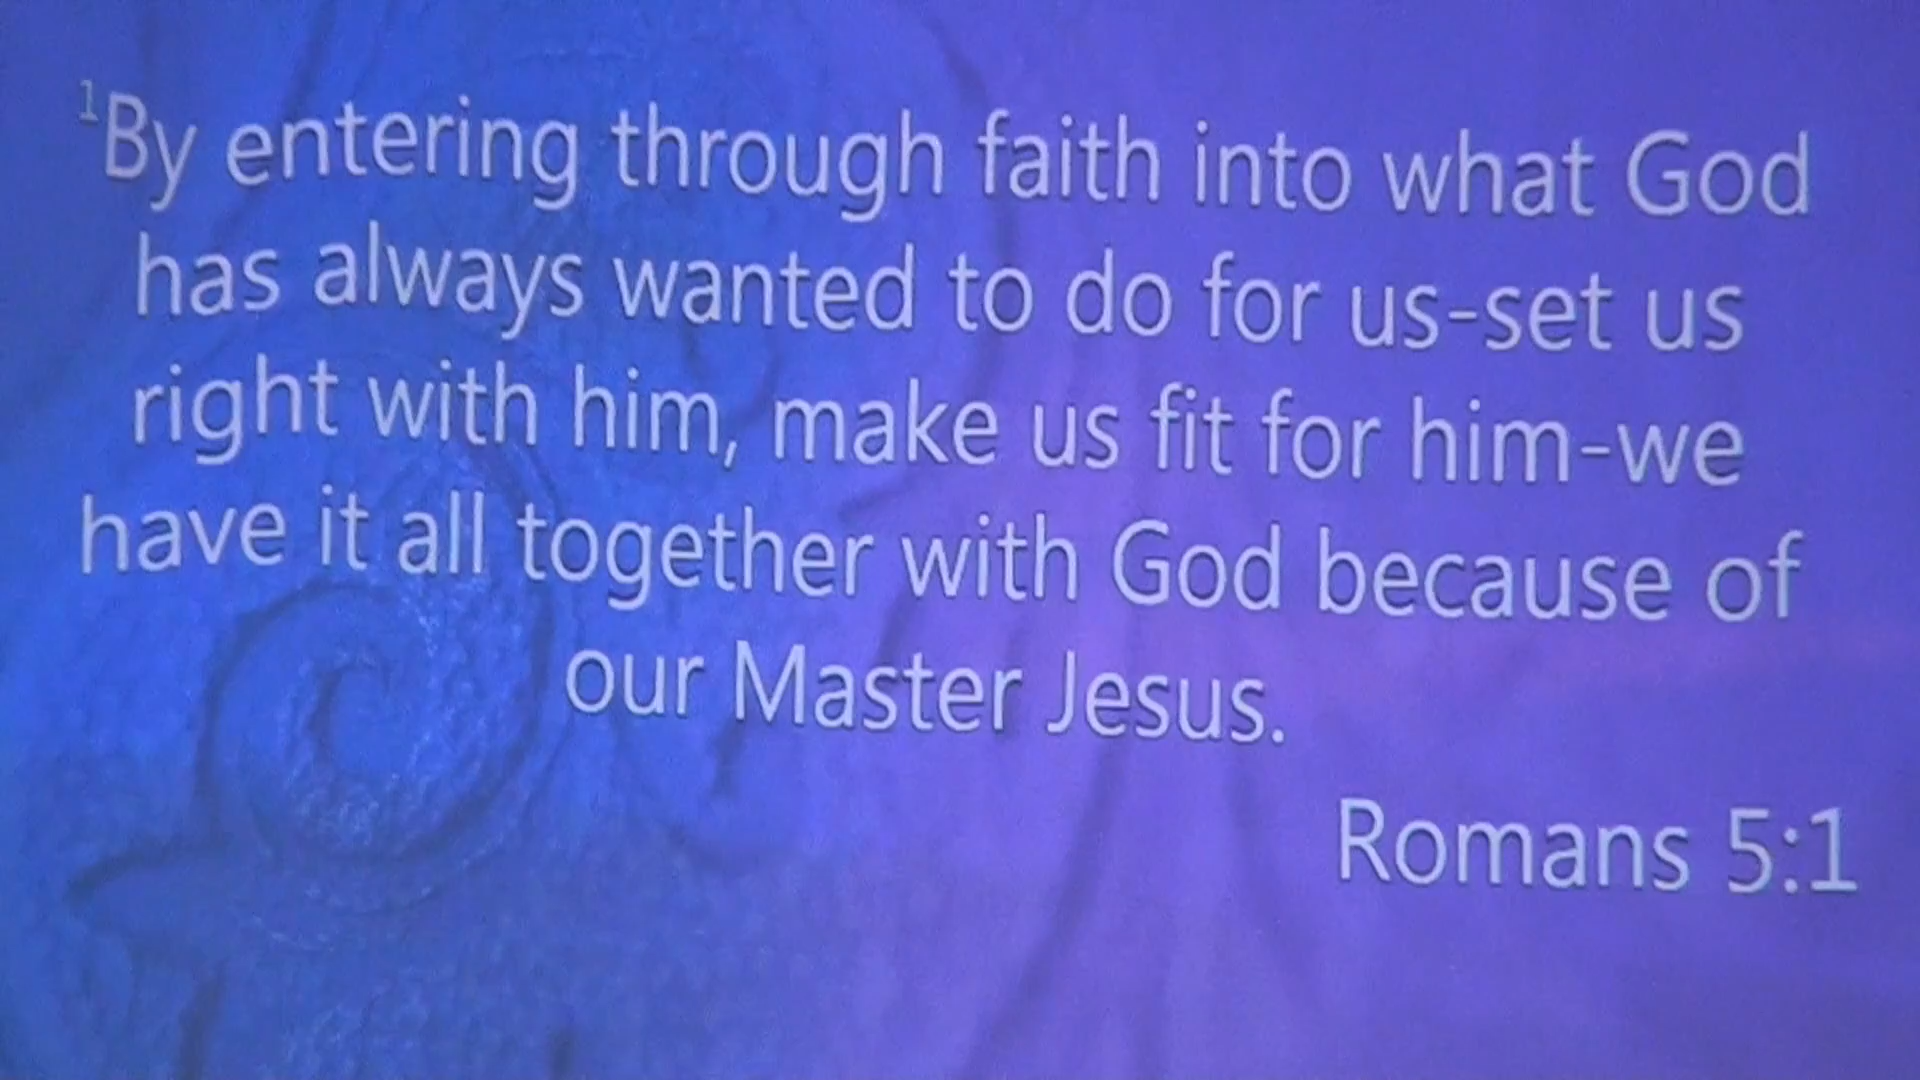 ¹By entering through faith into what God
has always wanted to do for us-set us
right with him, make us fit for him-we
have it all together with God because of
our Master Jesus.
Romans 5:1